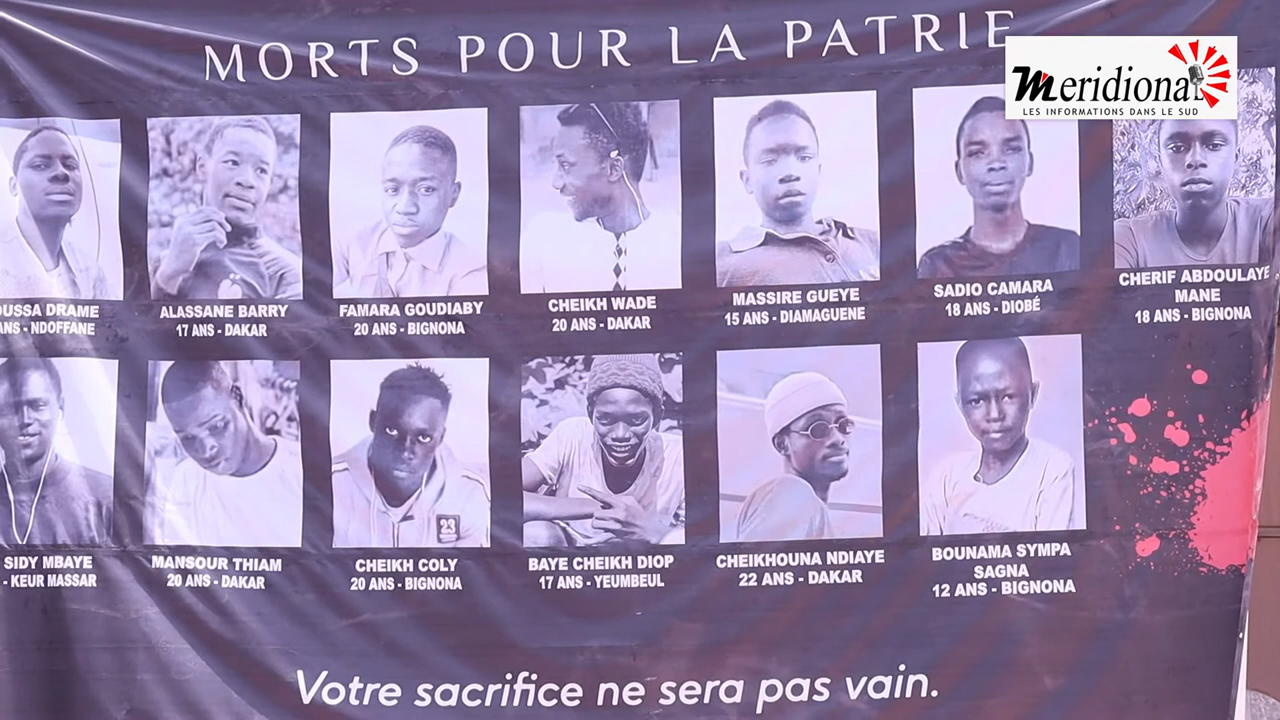 MORTS POUR LA PATRIE
Meridional
LES INFORMATIONS DANS LE SUD
OUSSA DRAME
ANS - NDOFFANE
ALASSANE BARRY
17 ANS - DAKAR
FAMARA GOUDIABY
20 ANS - BIGNONA
CHEIKH WADE
20 ANS - DAKAR
MASSIRE GUEYE
15 ANS - DIAMAGUENE
SADIO CAMARA
18 ANS - DIOBÉ
CHERIF ABDOULAYE
MANE
18 ANS - BIGNONA
SIDY MBAYE
- KEUR MASSAR
MANSOUR THIAM
20 ANS - DAKAR
23
CHEIKH COLY
20 ANS - BIGNONA
BAYE CHEIKH DIOP
17 ANS - YEUMBEUL
CHEIKHOUNA NDIAYE
22 ANS - DAKAR
BOUNAMA SYMPA
SAGNA
12 ANS - BIGNONA
Votre sacrifice ne sera pas vain.